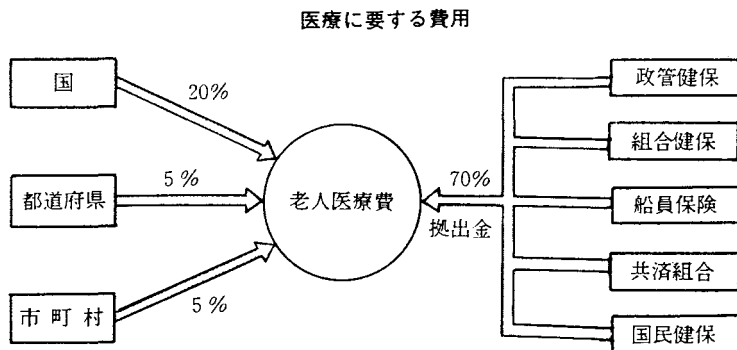 医療に要する費用
国
20%
都道府県
5%
市町村
5%
老人医療費
70%
拠出金
政管健保
組合健保
船員保険
共済組合
国民健保